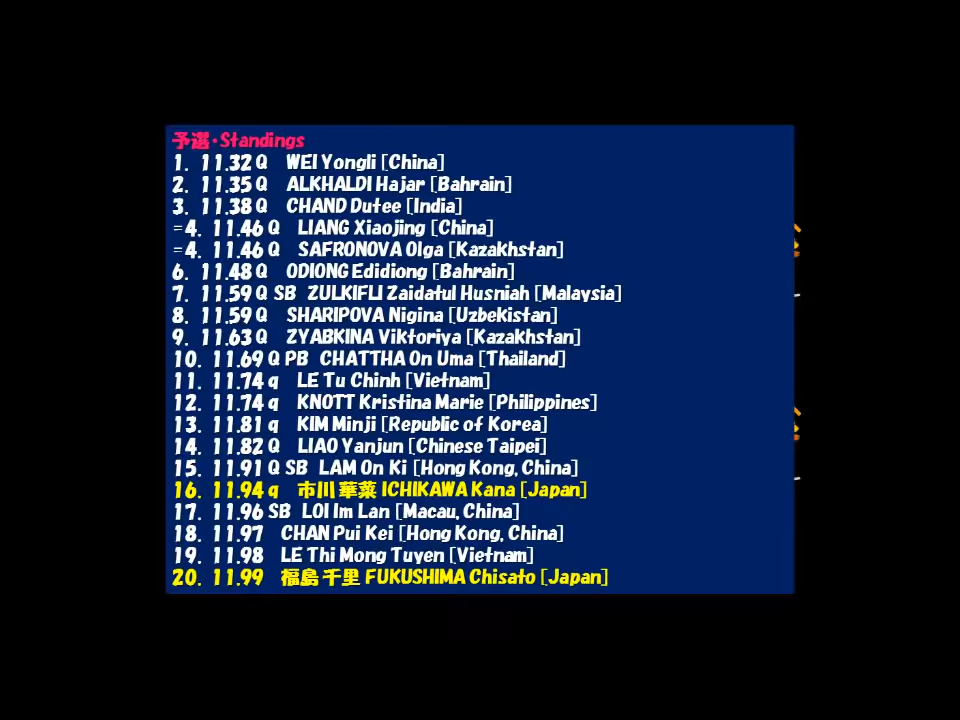 予選・Standings
1. 11.32 Q WEI Yongli [China]
2. 11.35 Q ALKHALDI Hajar [Bahrain]
3. 11.38 Q CHAND Dutee [India]
=4. 11.46 Q LIANG Xiaojing [China]
=4. 11.46 Q SAFRONOVA Olga [Kazakhstan]
6. 11.48 Q ODIONG Edidiong [Bahrain]
7. 11.59 Q SB ZULKIFLI Zaidatul Husniah [Malaysia]
8. 11.59 Q SHARIPOVA Nigina [Uzbekistan]
9. 11.63 Q ZYABKINA Viktoriya [Kazakhstan]
10. 11.69 Q PB CHATTHA On Uma [Thailand]
11. 11.74 q LE Tu Chinh [Vietnam]
12. 11.74 q KNOTT Kristina Marie [Philippines]
13. 11.81 q KIM Minji [Republic of Korea]
14. 11.82 Q LIAO Yanjun [Chinese Taipei]
15. 11.91 Q SB LAM On Ki [Hong Kong, China]
16. 11.94 q 市川 華菜 ICHIKAWA Kana [Japan]
17. 11.96 SB LOI Im Lan [Macau, China]
18. 11.97 CHAN Pui Kei [Hong Kong, China]
19. 11.98 LE Thi Mong Tuyen [Vietnam]
20. 11.99 福島 千里 FUKUSHIMA Chisato [Japan]